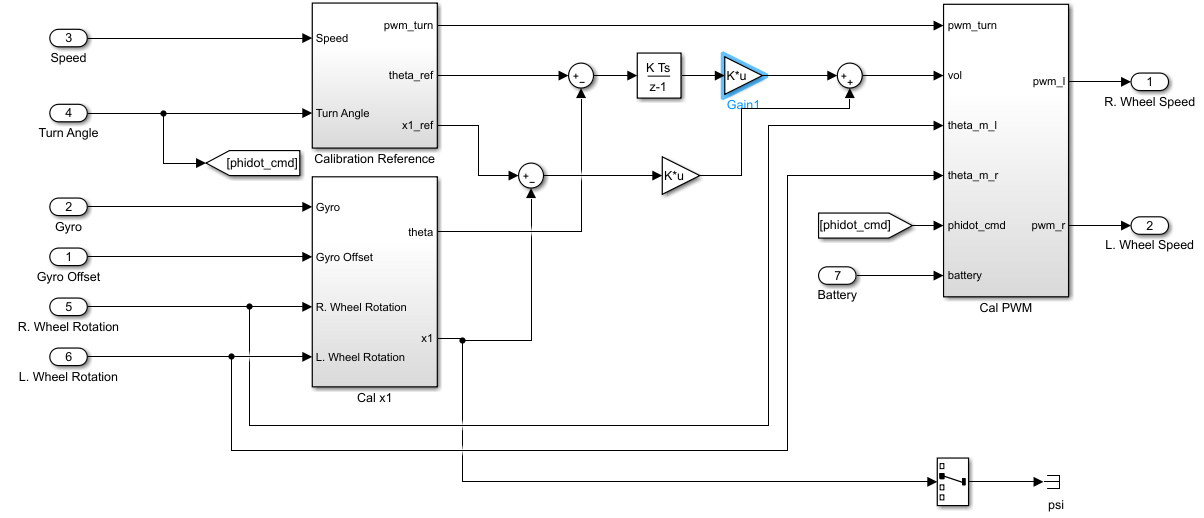 3
Speed
4
Turn Angle
[phidot_cmd]
2
Gyro
1
Gyro Offset
5
R. Wheel Rotation
6
L. Wheel Rotation
Speed
Turn Angle
pwm_turn
theta_ref
x1_ref
Calibration Reference
Gyro
Gyro Offset
R. Wheel Rotation
L. Wheel Rotation
theta
x1
Cal x1
+
−
+
−
K Ts
z-1
K*u
Gain1
K*u
+
+
[phidot_cmd]
7
Battery
pwm_turn
vol
theta_m_l
theta_m_r
phidot_cmd
battery
pwm_l
pwm_r
Cal PWM
1
R. Wheel Speed
2
L. Wheel Speed
psi